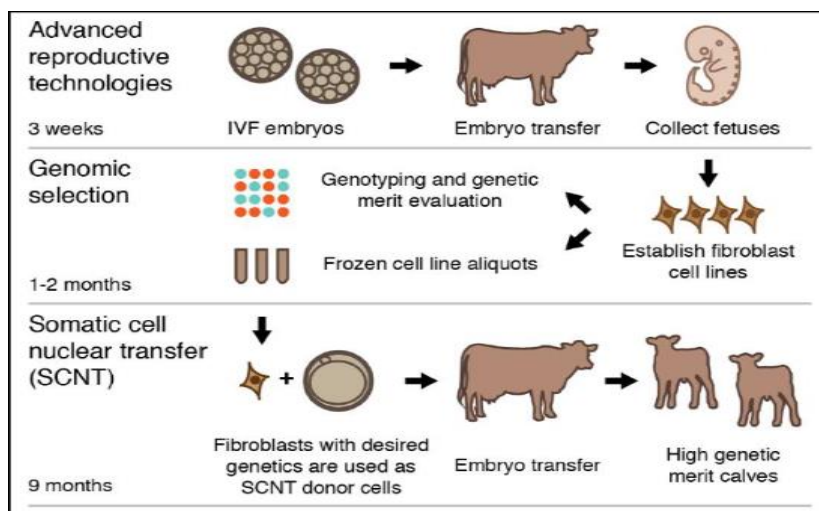 Advanced
reproductive
technologies
3 weeks
IVF embryos
Embryo transfer
Collect fetuses
Genomic
selection
1-2 months
Genotyping and genetic
merit evaluation
Frozen cell line aliquots
Establish fibroblast
cell lines
Somatic cell
nuclear transfer
(SCNT)
9 months
+
Fibroblasts with desired
genetics are used as
SCNT donor cells
Embryo transfer
High genetic
merit calves